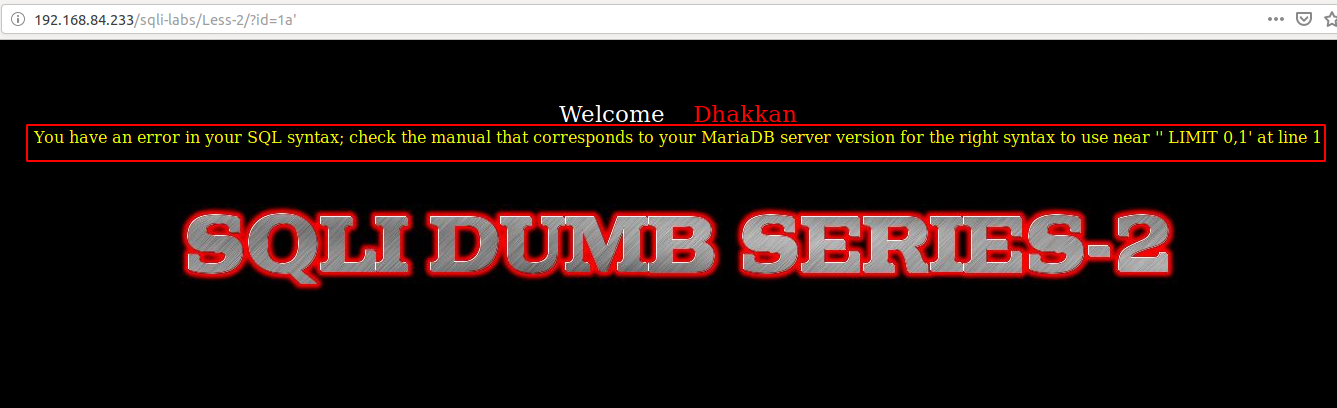 192.168.84.233/sqli-labs/Less-2/?id=1a'
Welcome Dhakkan
You have an error in your SQL syntax; check the manual that corresponds to your MariaDB server version for the right syntax to use near '' LIMIT 0,1' at line 1
SQLI DUMB SERIES-2